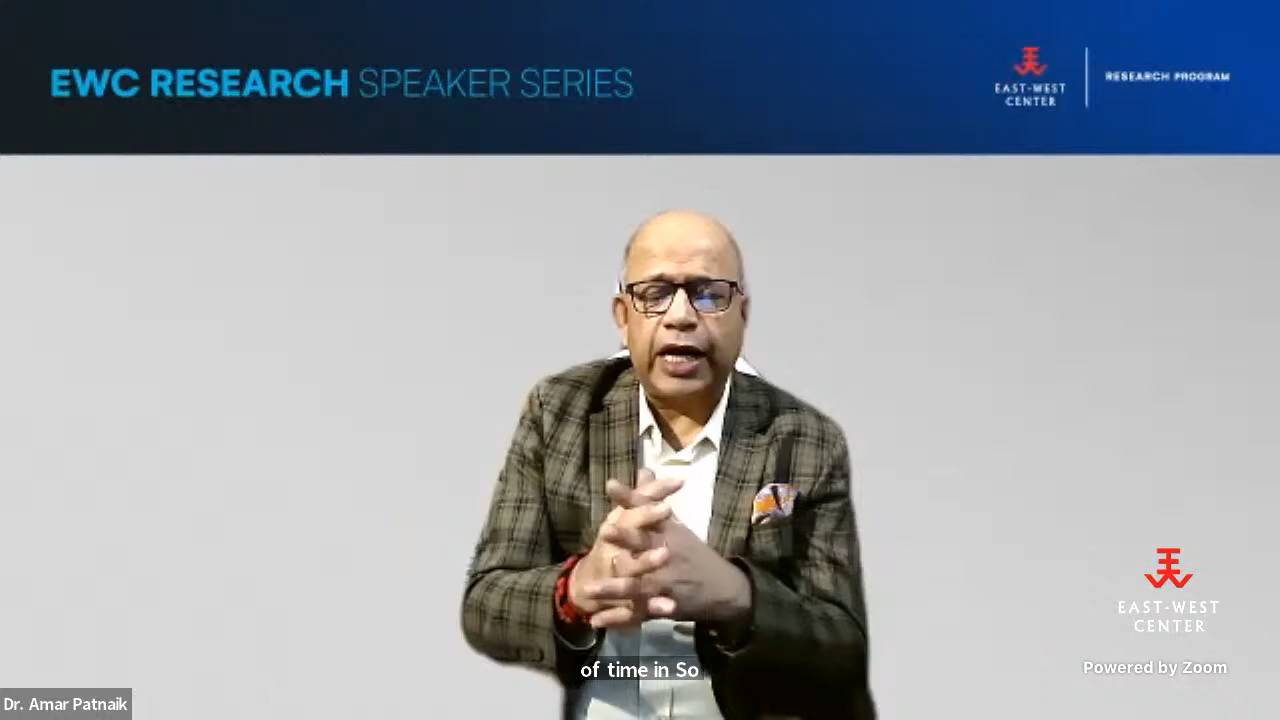 EWC RESEARCH SPEAKER SERIES
EAST-WEST
CENTER
RESEARCH PROGRAM
EAST-WEST
CENTER
Powered by Zoom
of time in So
Dr. Amar Patnaik